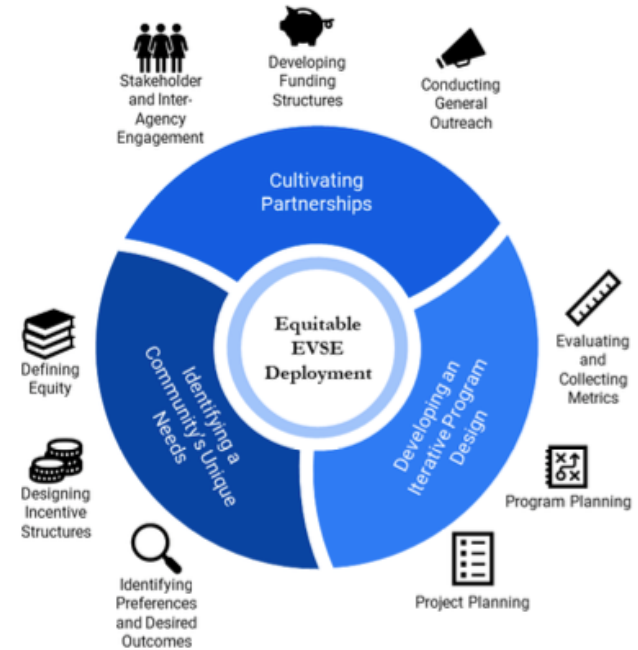 Stakeholder
and Inter-
Agency
Engagement
Developing
Funding
Structures
Conducting
General
Outreach
Cultivating
Partnerships
Equitable
EVSE
Deployment
Identifying a
Community's Unique
Needs
Developing an
Iterative Program
Design
Defining
Equity
Designing
Incentive
Structures
Identifying
Preferences
and Desired
Outcomes
Evaluating
and
Collecting
Metrics
Program Planning
Project Planning